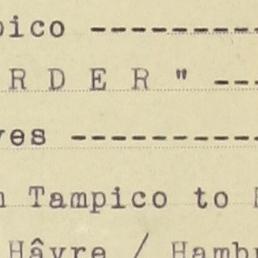 pico --------
R D E R " --
ves ---------
Tampico to
Hâvre / Hamb